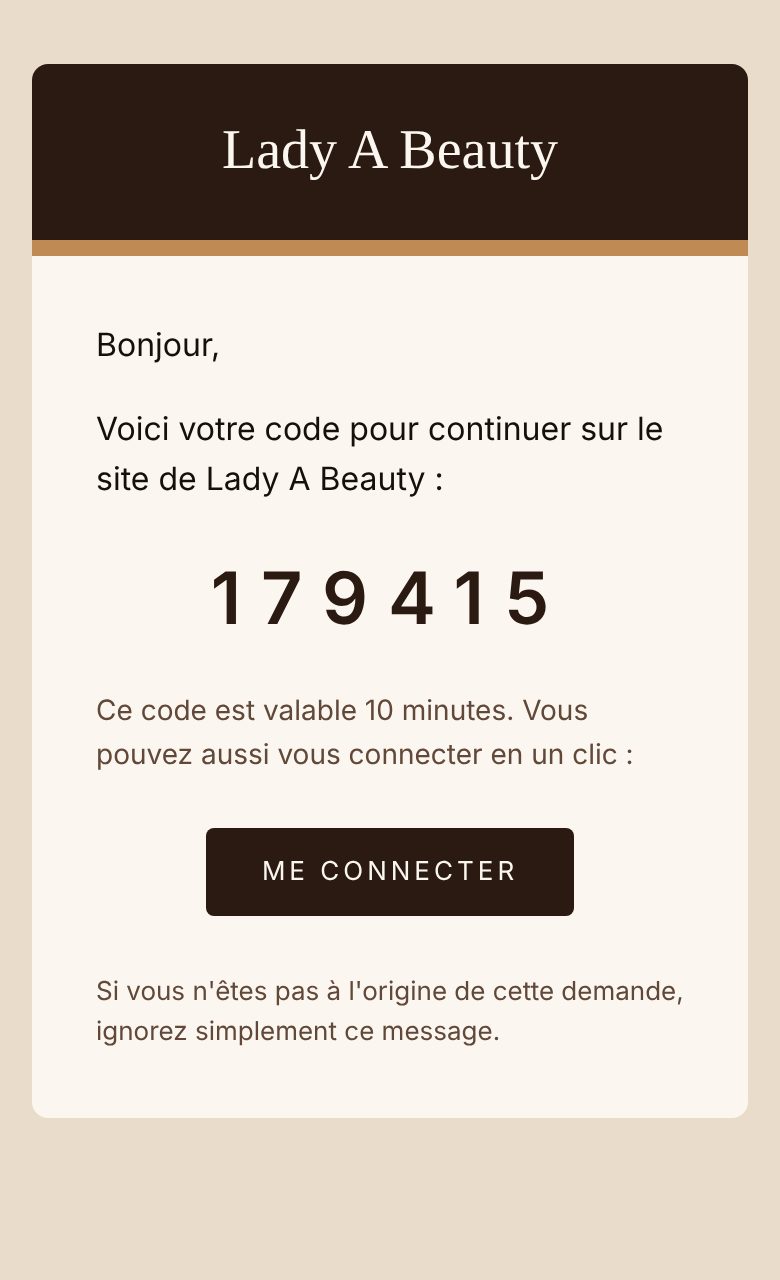 Lady A Beauty
Bonjour,
Voici votre code pour continuer sur le
site de Lady A Beauty :
179415
Ce code est valable 10 minutes. Vous
pouvez aussi vous connecter en un clic :
ME CONNECTER
Si vous n'êtes pas à l'origine de cette demande,
ignorez simplement ce message.